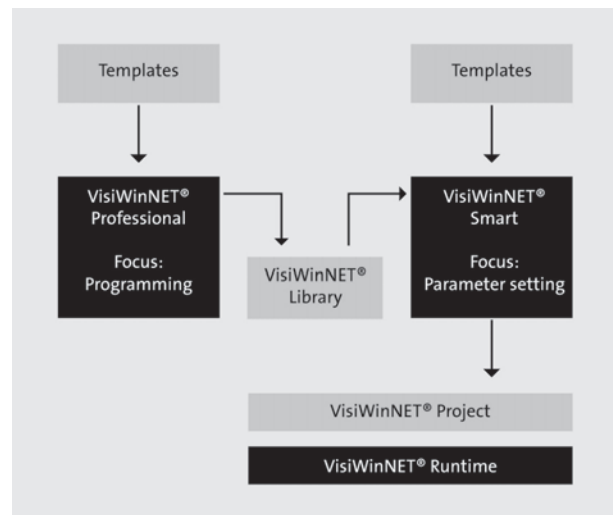 Templates
Templates
VisiWinNET®
Professional
Focus:
Programming
VisiWinNET®
Library
VisiWinNET®
Smart
Focus:
Parameter setting
VisiWinNET® Project
VisiWinNET® Runtime